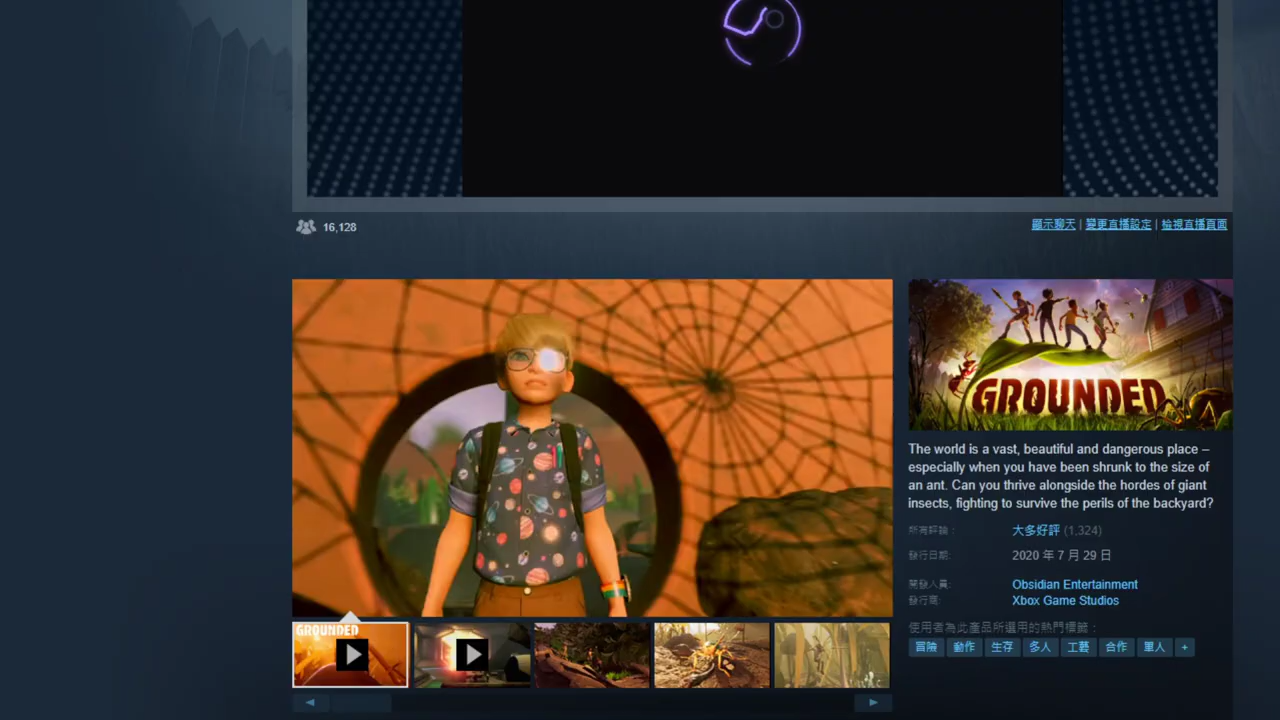 16,128
顯示聊天 | 變更直播設定 | 檢視直播頁面
GROUNDED
The world is a vast, beautiful and dangerous place –
especially when you have been shrunk to the size of
an ant. Can you thrive alongside the hordes of giant
insects, fighting to survive the perils of the backyard?
所有評論：
大多好評 (1,324)
發行日期:
2020 年 7 月 29 日
開發人員:
Obsidian Entertainment
發行商:
Xbox Game Studios
使用者為此產品所選用的熱門標籤：
冒險 動作 生存 多人 工藝 合作 單人 +
GROUNDED